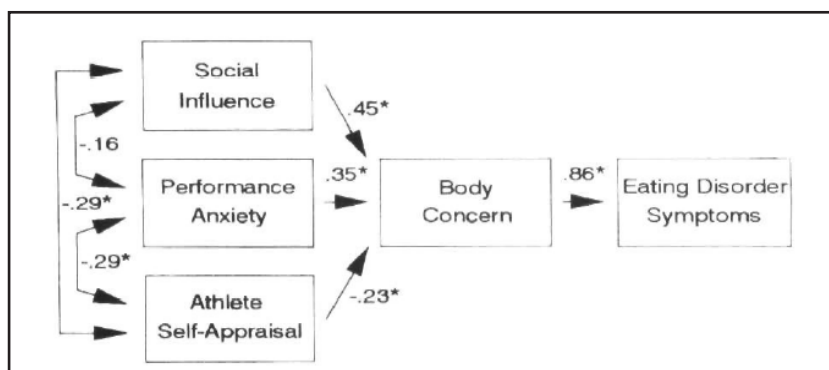 Social
Influence
.45*
-.16
Performance
Anxiety
.35*
Body
Concern
.86*
Eating Disorder
Symptoms
-.29*
-.29*
Athlete
Self-Appraisal
-.23*